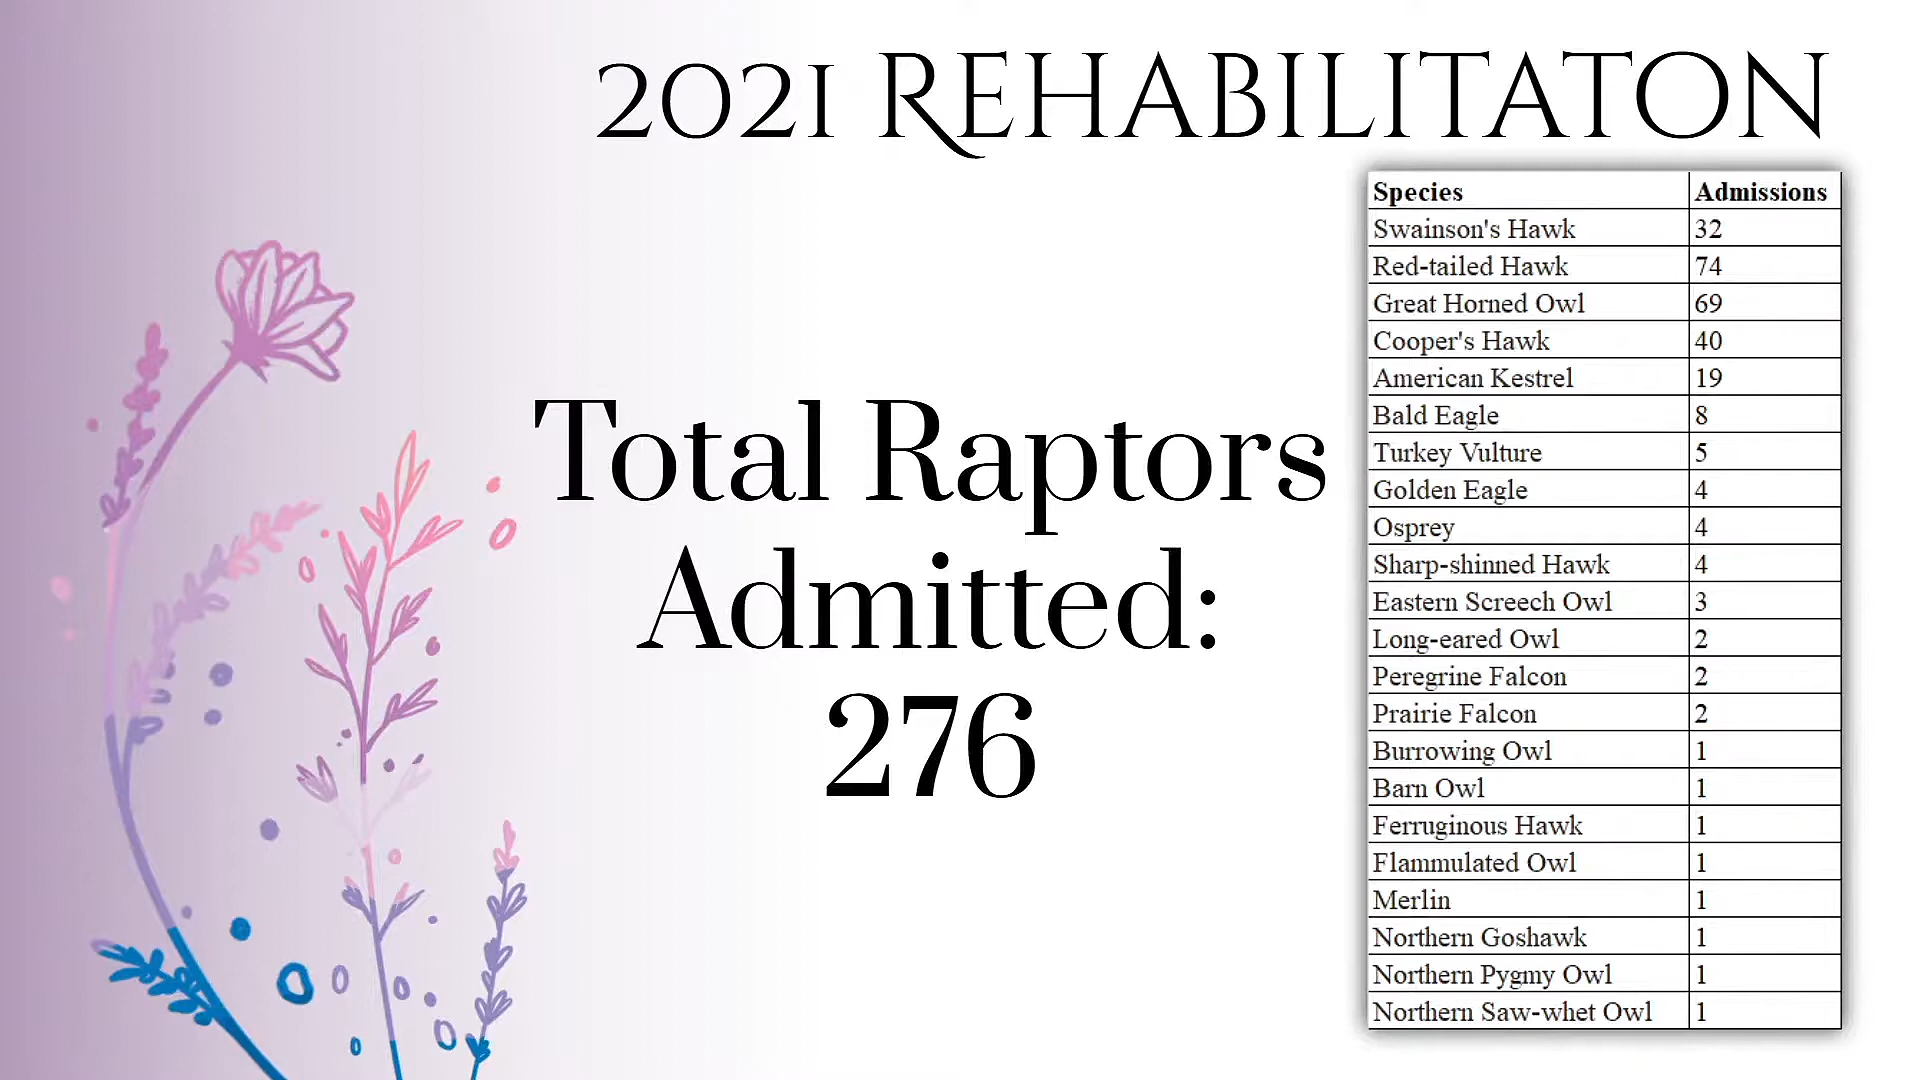 2021 REHABILITATON
Total Raptors
Admitted:
276
Species Admissions
Swainson's Hawk 32
Red-tailed Hawk 74
Great Horned Owl 69
Cooper's Hawk 40
American Kestrel 19
Bald Eagle 8
Turkey Vulture 5
Golden Eagle 4
Osprey 4
Sharp-shinned Hawk 4
Eastern Screech Owl 3
Long-eared Owl 2
Peregrine Falcon 2
Prairie Falcon 2
Burrowing Owl 1
Barn Owl 1
Ferruginous Hawk 1
Flammulated Owl 1
Merlin 1
Northern Goshawk 1
Northern Pygmy Owl 1
Northern Saw-whet Owl 1